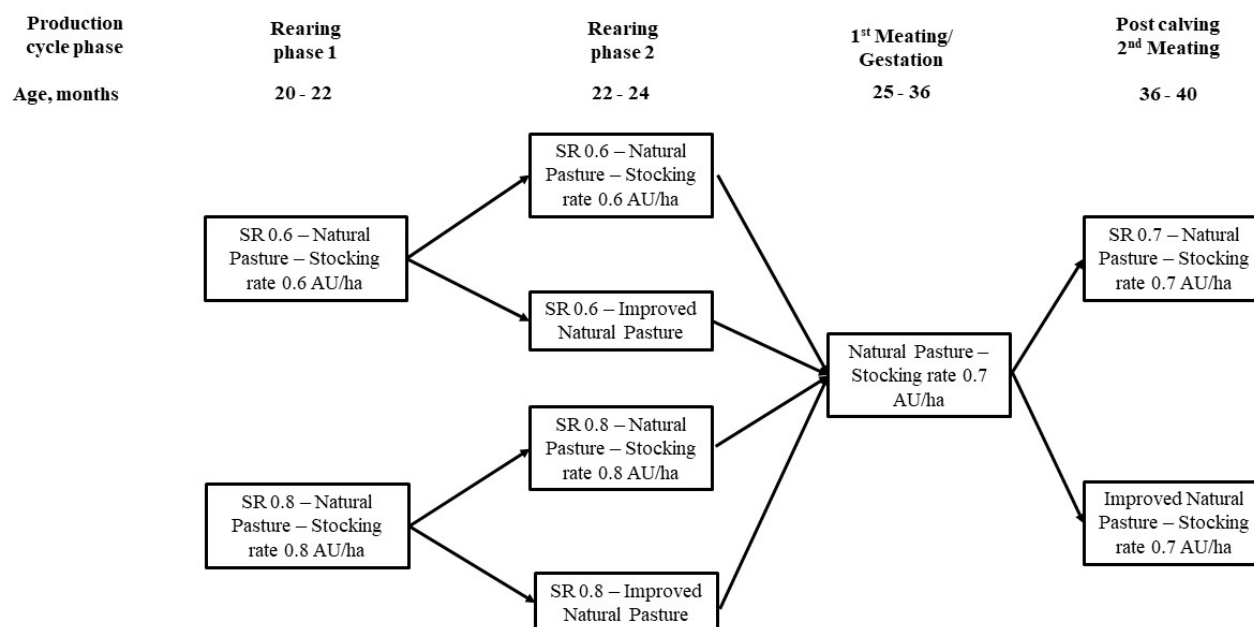 Production
cycle phase
Rearing
phase 1
Rearing
phase 2
1st Meating/
Gestation
Post calving
2nd Meating
Age, months
20 - 22
22 - 24
25 - 36
36 - 40
SR 0.6 – Natural
Pasture – Stocking
rate 0.6 AU/ha
SR 0.8 – Natural
Pasture – Stocking
rate 0.8 AU/ha
SR 0.6 – Natural
Pasture – Stocking
rate 0.6 AU/ha
SR 0.6 – Improved
Natural Pasture
SR 0.8 – Natural
Pasture – Stocking
rate 0.8 AU/ha
SR 0.8 – Improved
Natural Pasture
Natural Pasture –
Stocking rate 0.7
AU/ha
SR 0.7 – Natural
Pasture – Stocking
rate 0.7 AU/ha
Improved Natural
Pasture – Stocking
rate 0.7 AU/ha